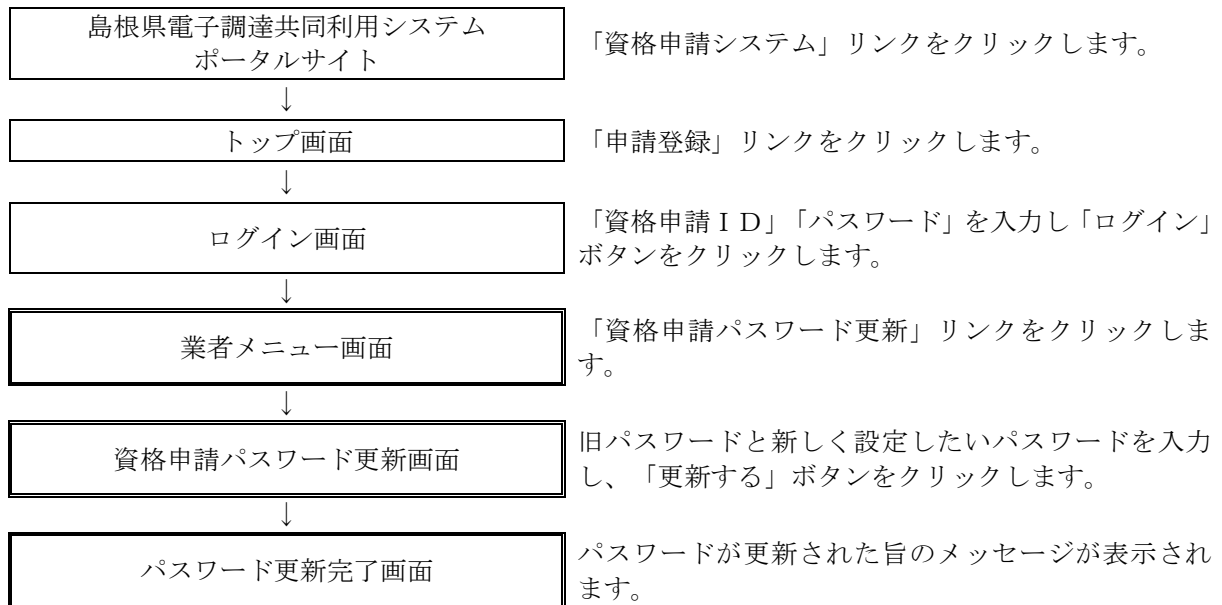 島根県電子調達共同利用システム
ポータルサイト
「資格申請システム」リンクをクリックします。
↓
トップ画面
「申請登録」リンクをクリックします。
↓
ログイン画面
「資格申請ＩＤ」「パスワード」を入力し「ログイン」
ボタンをクリックします。
↓
業者メニュー画面
「資格申請パスワード更新」リンクをクリックしま
す。
↓
資格申請パスワード更新画面
旧パスワードと新しく設定したいパスワードを入力
し、「更新する」ボタンをクリックします。
↓
パスワード更新完了画面
パスワードが更新された旨のメッセージが表示され
ます。